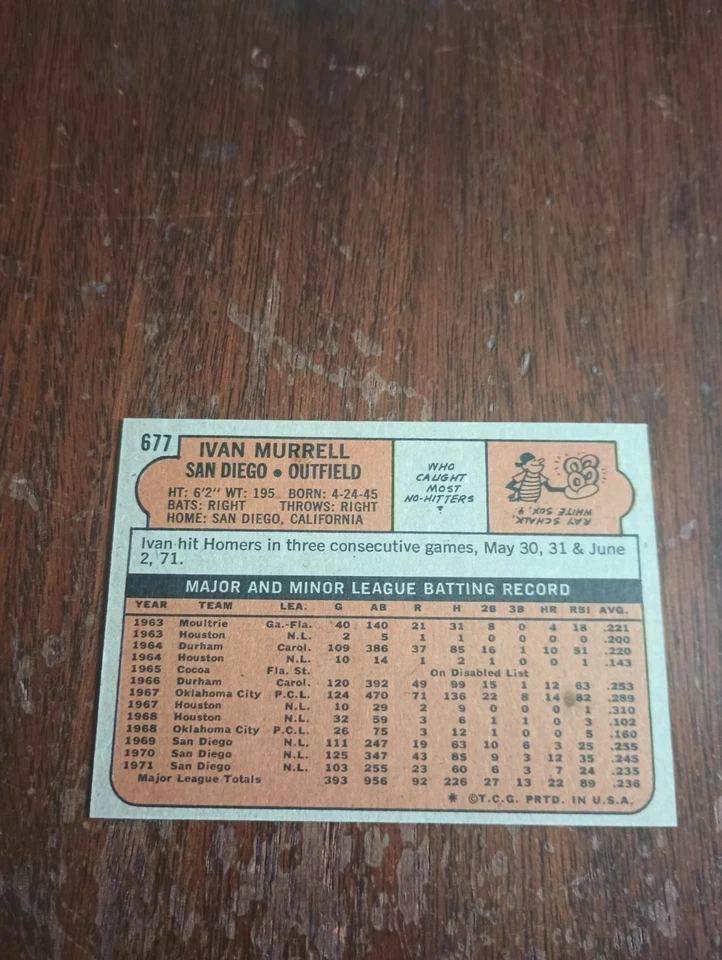 677
IVAN MURRELL
SAN DIEGO • OUTFIELD
HT: 6'2" WT: 195 BORN: 4-24-45
BATS: RIGHT THROWS: RIGHT
HOME: SAN DIEGO, CALIFORNIA
WHO
CAUGHT
MOST
NO-HITTERS
?
RAY SCHALK,
WHITE SOX, 4
Ivan hit Homers in three consecutive games, May 30, 31 & June
2, 71.
MAJOR AND MINOR LEAGUE BATTING RECORD
YEAR TEAM LEA. G AB R H 2B 3B HR RBI AVG.
1963 Moultrie Ga.-Fla. 40 140 21 31 8 0 4 18 .221
1963 Houston N.L. 2 5 1 1 0 0 0 0 .200
1964 Durham Carol. 109 386 37 85 16 1 10 51 .220
1964 Houston N.L. 10 14 1 2 1 0 0 1 .143
1965 Cocoa Fla. St. On Disabled List
1966 Durham Carol. 120 392 49 99 15 1 12 63 .253
1967 Oklahoma City P.C.L. 124 470 71 136 22 8 14 82 .289
1967 Houston N.L. 10 29 2 9 0 0 0 1 .310
1968 Houston N.L. 32 59 3 6 1 1 0 3 .102
1968 Oklahoma City P.C.L. 26 75 3 12 1 0 0 5 .160
1969 San Diego N.L. 111 247 19 63 10 6 3 25 .255
1970 San Diego N.L. 125 347 43 85 9 3 12 35 .245
1971 San Diego N.L. 103 255 23 60 6 3 7 24 .235
Major League Totals 393 956 92 226 27 13 22 89 .236
* ©T.C.G. PRTD. IN U.S.A.